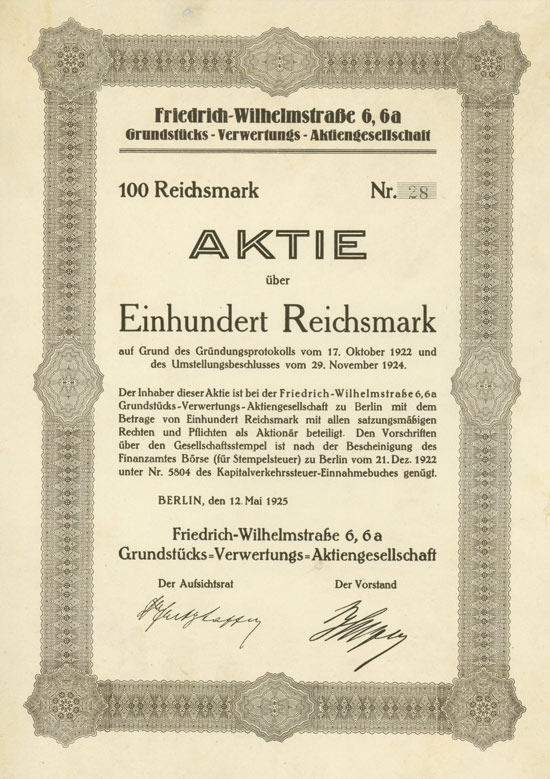 Friedrich-Wilhelmstraße 6, 6a
Grundstücks - Verwertungs - Aktiengesellschaft
100 Reichsmark Nr. 28
AKTIE
über
Einhundert Reichsmark
auf Grund des Gründungsprotokolls vom 17. Oktober 1922 und
des Umstellungsbeschlusses vom 29. November 1924.
Der Inhaber dieser Aktie ist bei der Friedrich-Wilhelmstraße 6, 6a
Grundstücks-Verwertungs-Aktiengesellschaft zu Berlin mit dem
Betrage von Einhundert Reichsmark mit allen satzungsmäßigen
Rechten und Pflichten als Aktionär beteiligt. Den Vorschriften
über den Gesellschaftsstempel ist nach der Bescheinigung des
Finanzamtes Börse (für Stempelsteuer) zu Berlin vom 21. Dez. 1922
unter Nr. 5804 des Kapitalverkehrssteuer-Einnahmebuches genügt.
BERLIN, den 12. Mai 1925
Friedrich-Wilhelmstraße 6, 6a
Grundstücks=Verwertungs=Aktiengesellschaft
Der Aufsichtsrat Der Vorstand